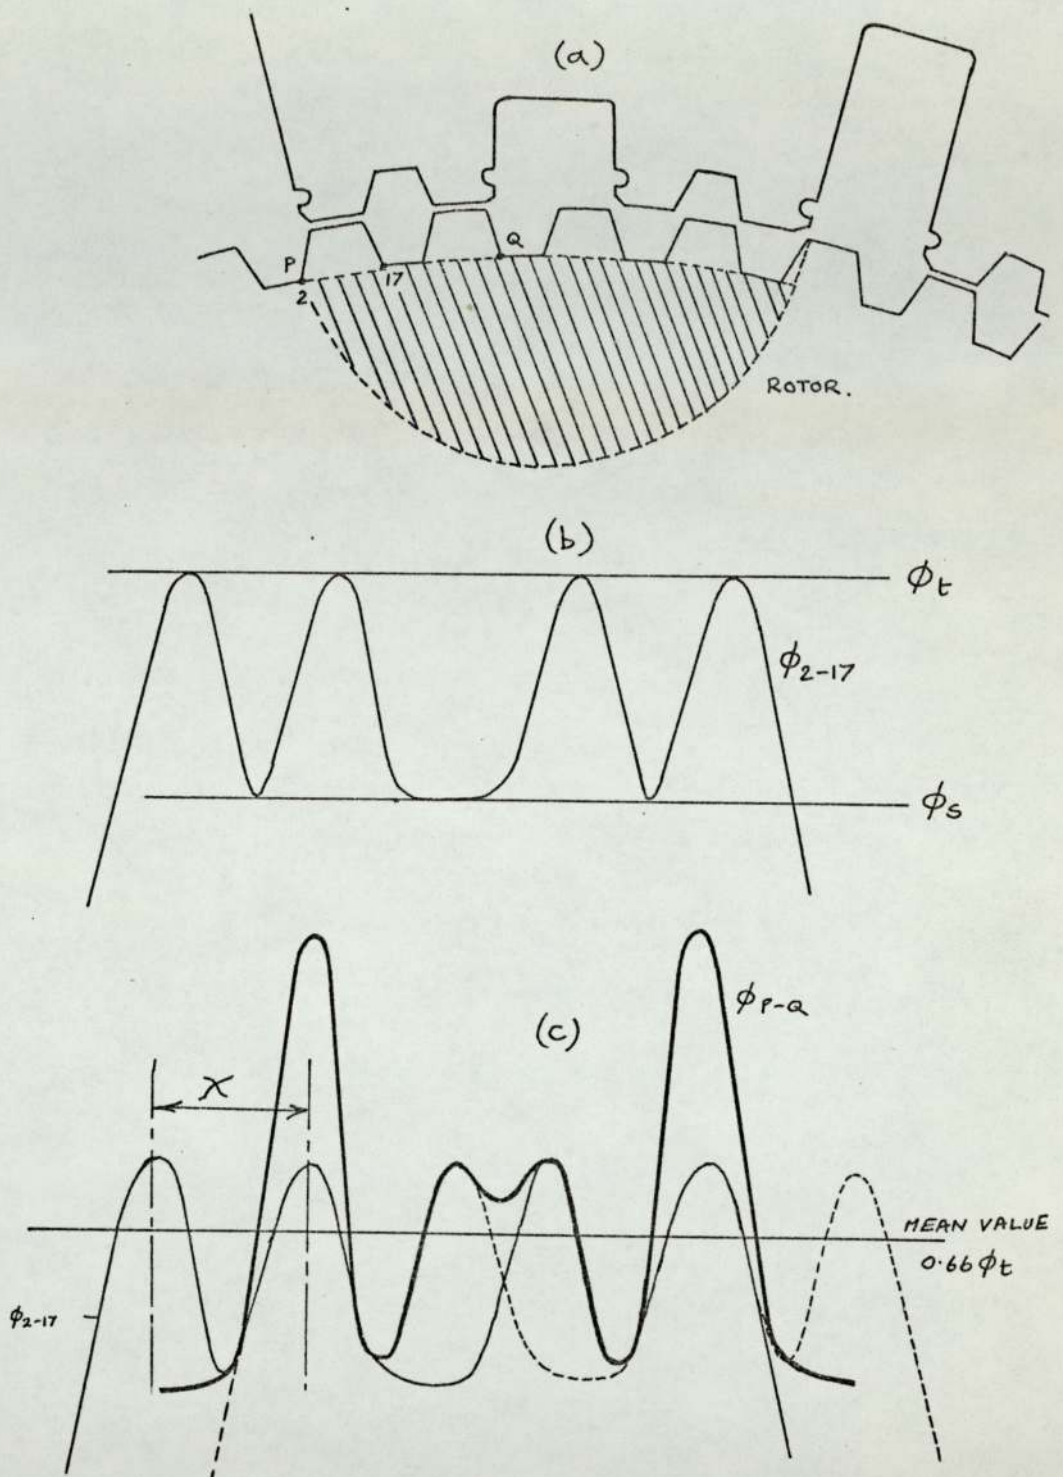 (a)
P
2
17
Q
ROTOR.
(b)
ϕt
ϕ2-17
ϕs
ϕP-Q
(c)
X
MEAN VALUE
0.66ϕt
ϕ2-17